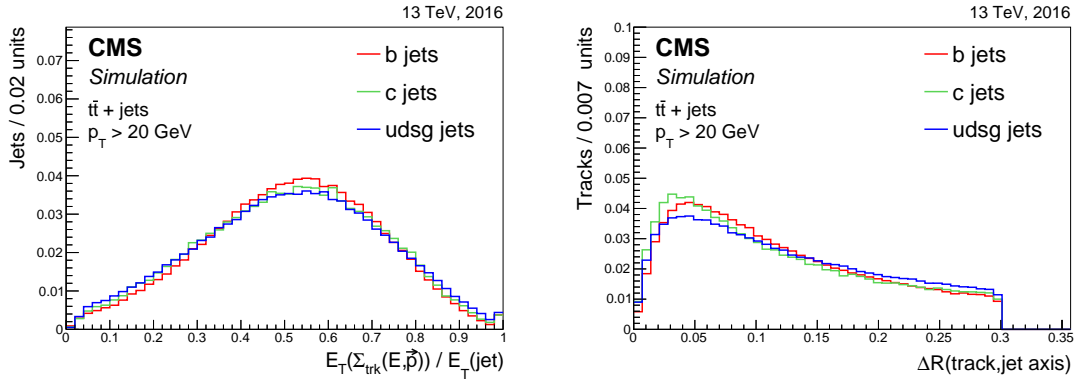 13 TeV, 2016
Jets / 0.02 units
0.07
0.06
0.05
0.04
0.03
0.02
0.01
0
CMS
Simulation
tt̄ + jets
p_T > 20 GeV
b jets
c jets
udsg jets
0 0.1 0.2 0.3 0.4 0.5 0.6 0.7 0.8 0.9 1
E_T(Σ_trk(E,p⃗)) / E_T(jet)
13 TeV, 2016
Tracks / 0.007 units
0.1
0.09
0.08
0.07
0.06
0.05
0.04
0.03
0.02
0.01
0
CMS
Simulation
tt̄ + jets
p_T > 20 GeV
b jets
c jets
udsg jets
0 0.05 0.1 0.15 0.2 0.25 0.3 0.35
ΔR(track,jet axis)